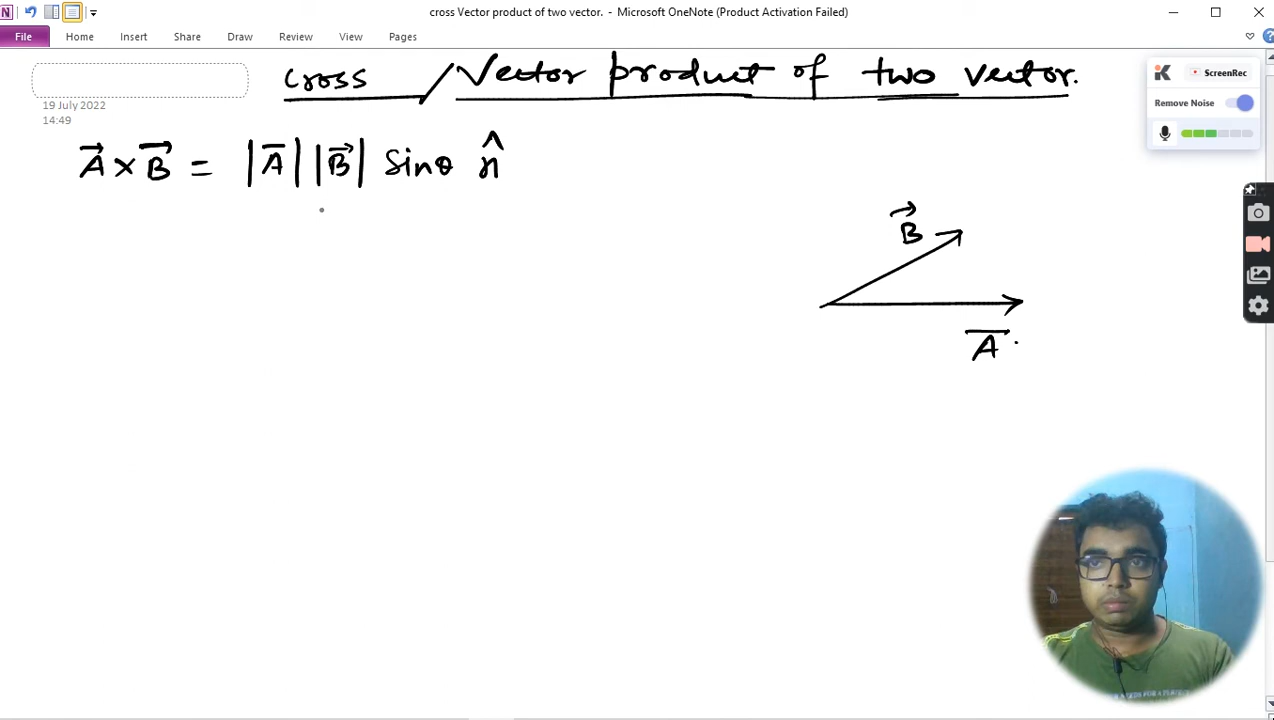 cross Vector product of two vector. - Microsoft OneNote (Product Activation Failed)
File Home Insert Share Draw Review View Pages
cross /Vector product of two vector.
19 July 2022
14:49
ScreenRec
Remove Noise
A⃗ × B⃗ = |A̅| |B⃗| Sinθ n̂
B⃗
A̅